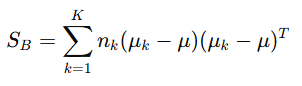 $S_B = \sum_{k=1}^{K} n_k (\mu_k - \mu)(\mu_k - \mu)^T$